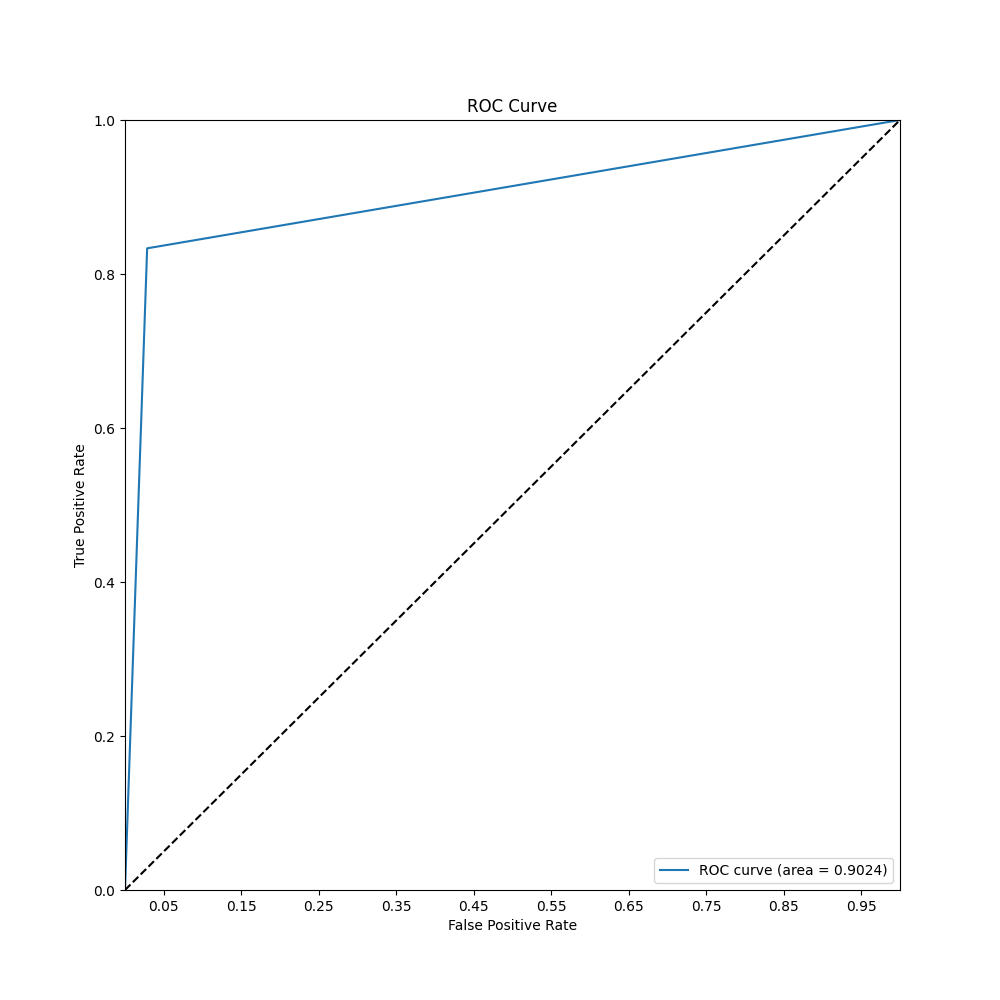 ROC Curve
1.0
0.8
0.6
0.4
0.2
0.0
True Positive Rate
ROC curve (area = 0.9024)
0.05 0.15 0.25 0.35 0.45 0.55 0.65 0.75 0.85 0.95
False Positive Rate